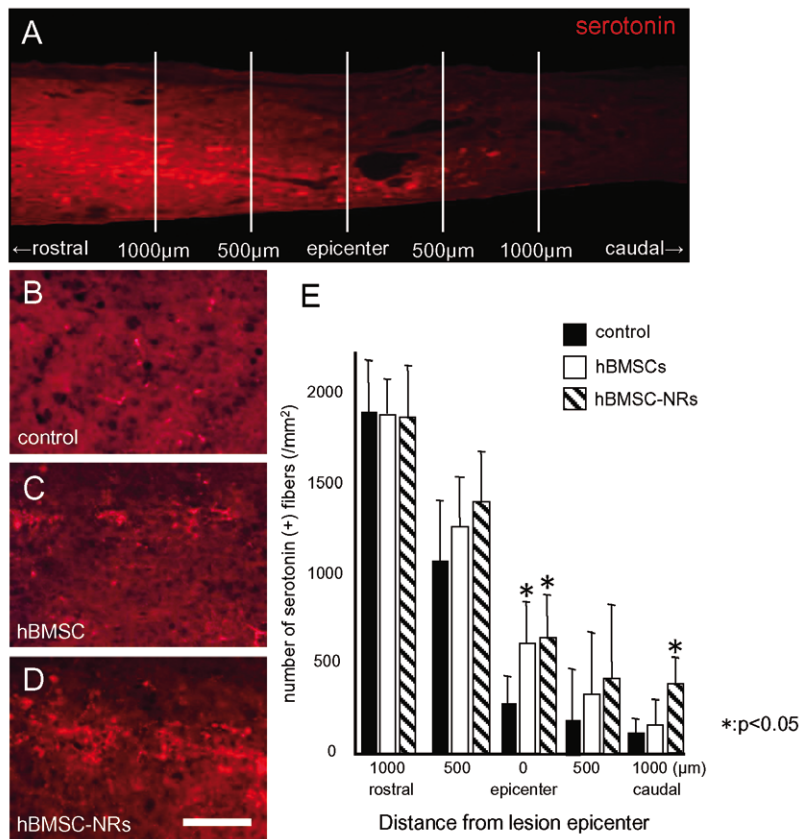 A
serotonin
←rostral 1000μm 500μm epicenter 500μm 1000μm caudal→
B
control
C
hBMSC
D
hBMSC-NRs
E
control
hBMSCs
hBMSC-NRs
number of serotonin (+) fibers (/mm2)
2000
1500
1000
500
0
* * *
*:p<0.05
1000 500 0 500 1000 (μm)
rostral epicenter caudal
Distance from lesion epicenter